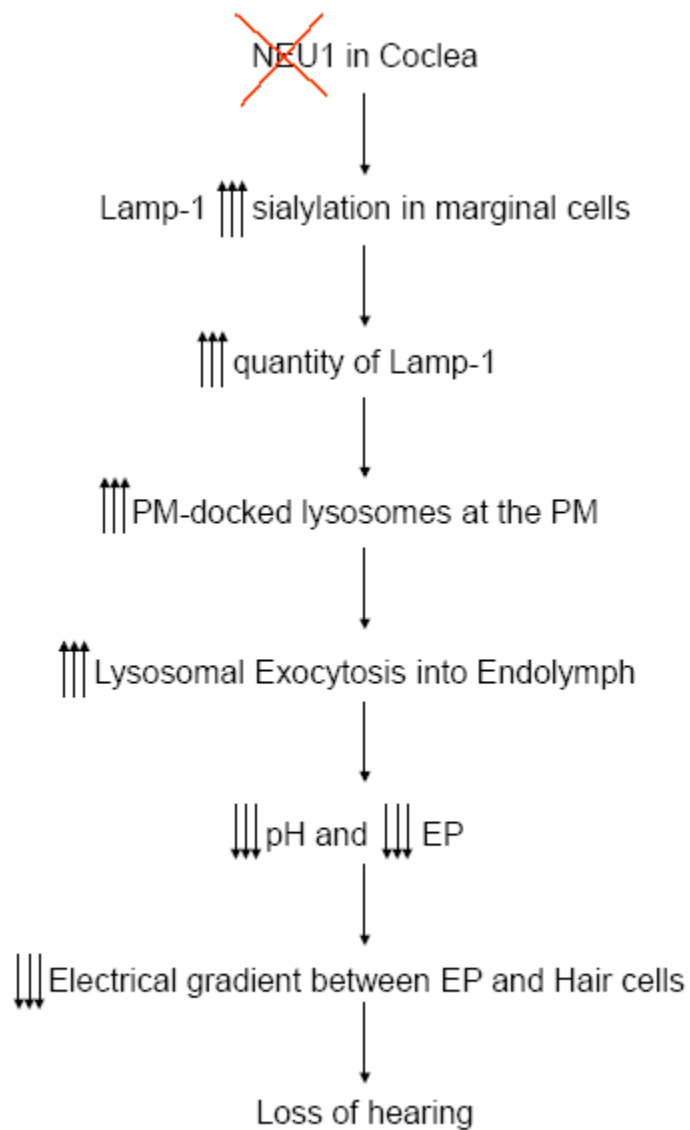 NEU1 in Coclea
Lamp-1 sialylation in marginal cells
quantity of Lamp-1
PM-docked lysosomes at the PM
Lysosomal Exocytosis into Endolymph
pH and EP
Electrical gradient between EP and Hair cells
Loss of hearing